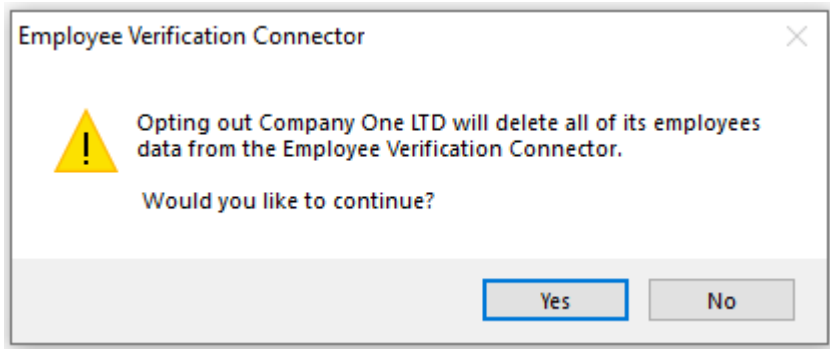 Employee Verification Connector
Opting out Company One LTD will delete all of its employees
data from the Employee Verification Connector.
Would you like to continue?
Yes
No